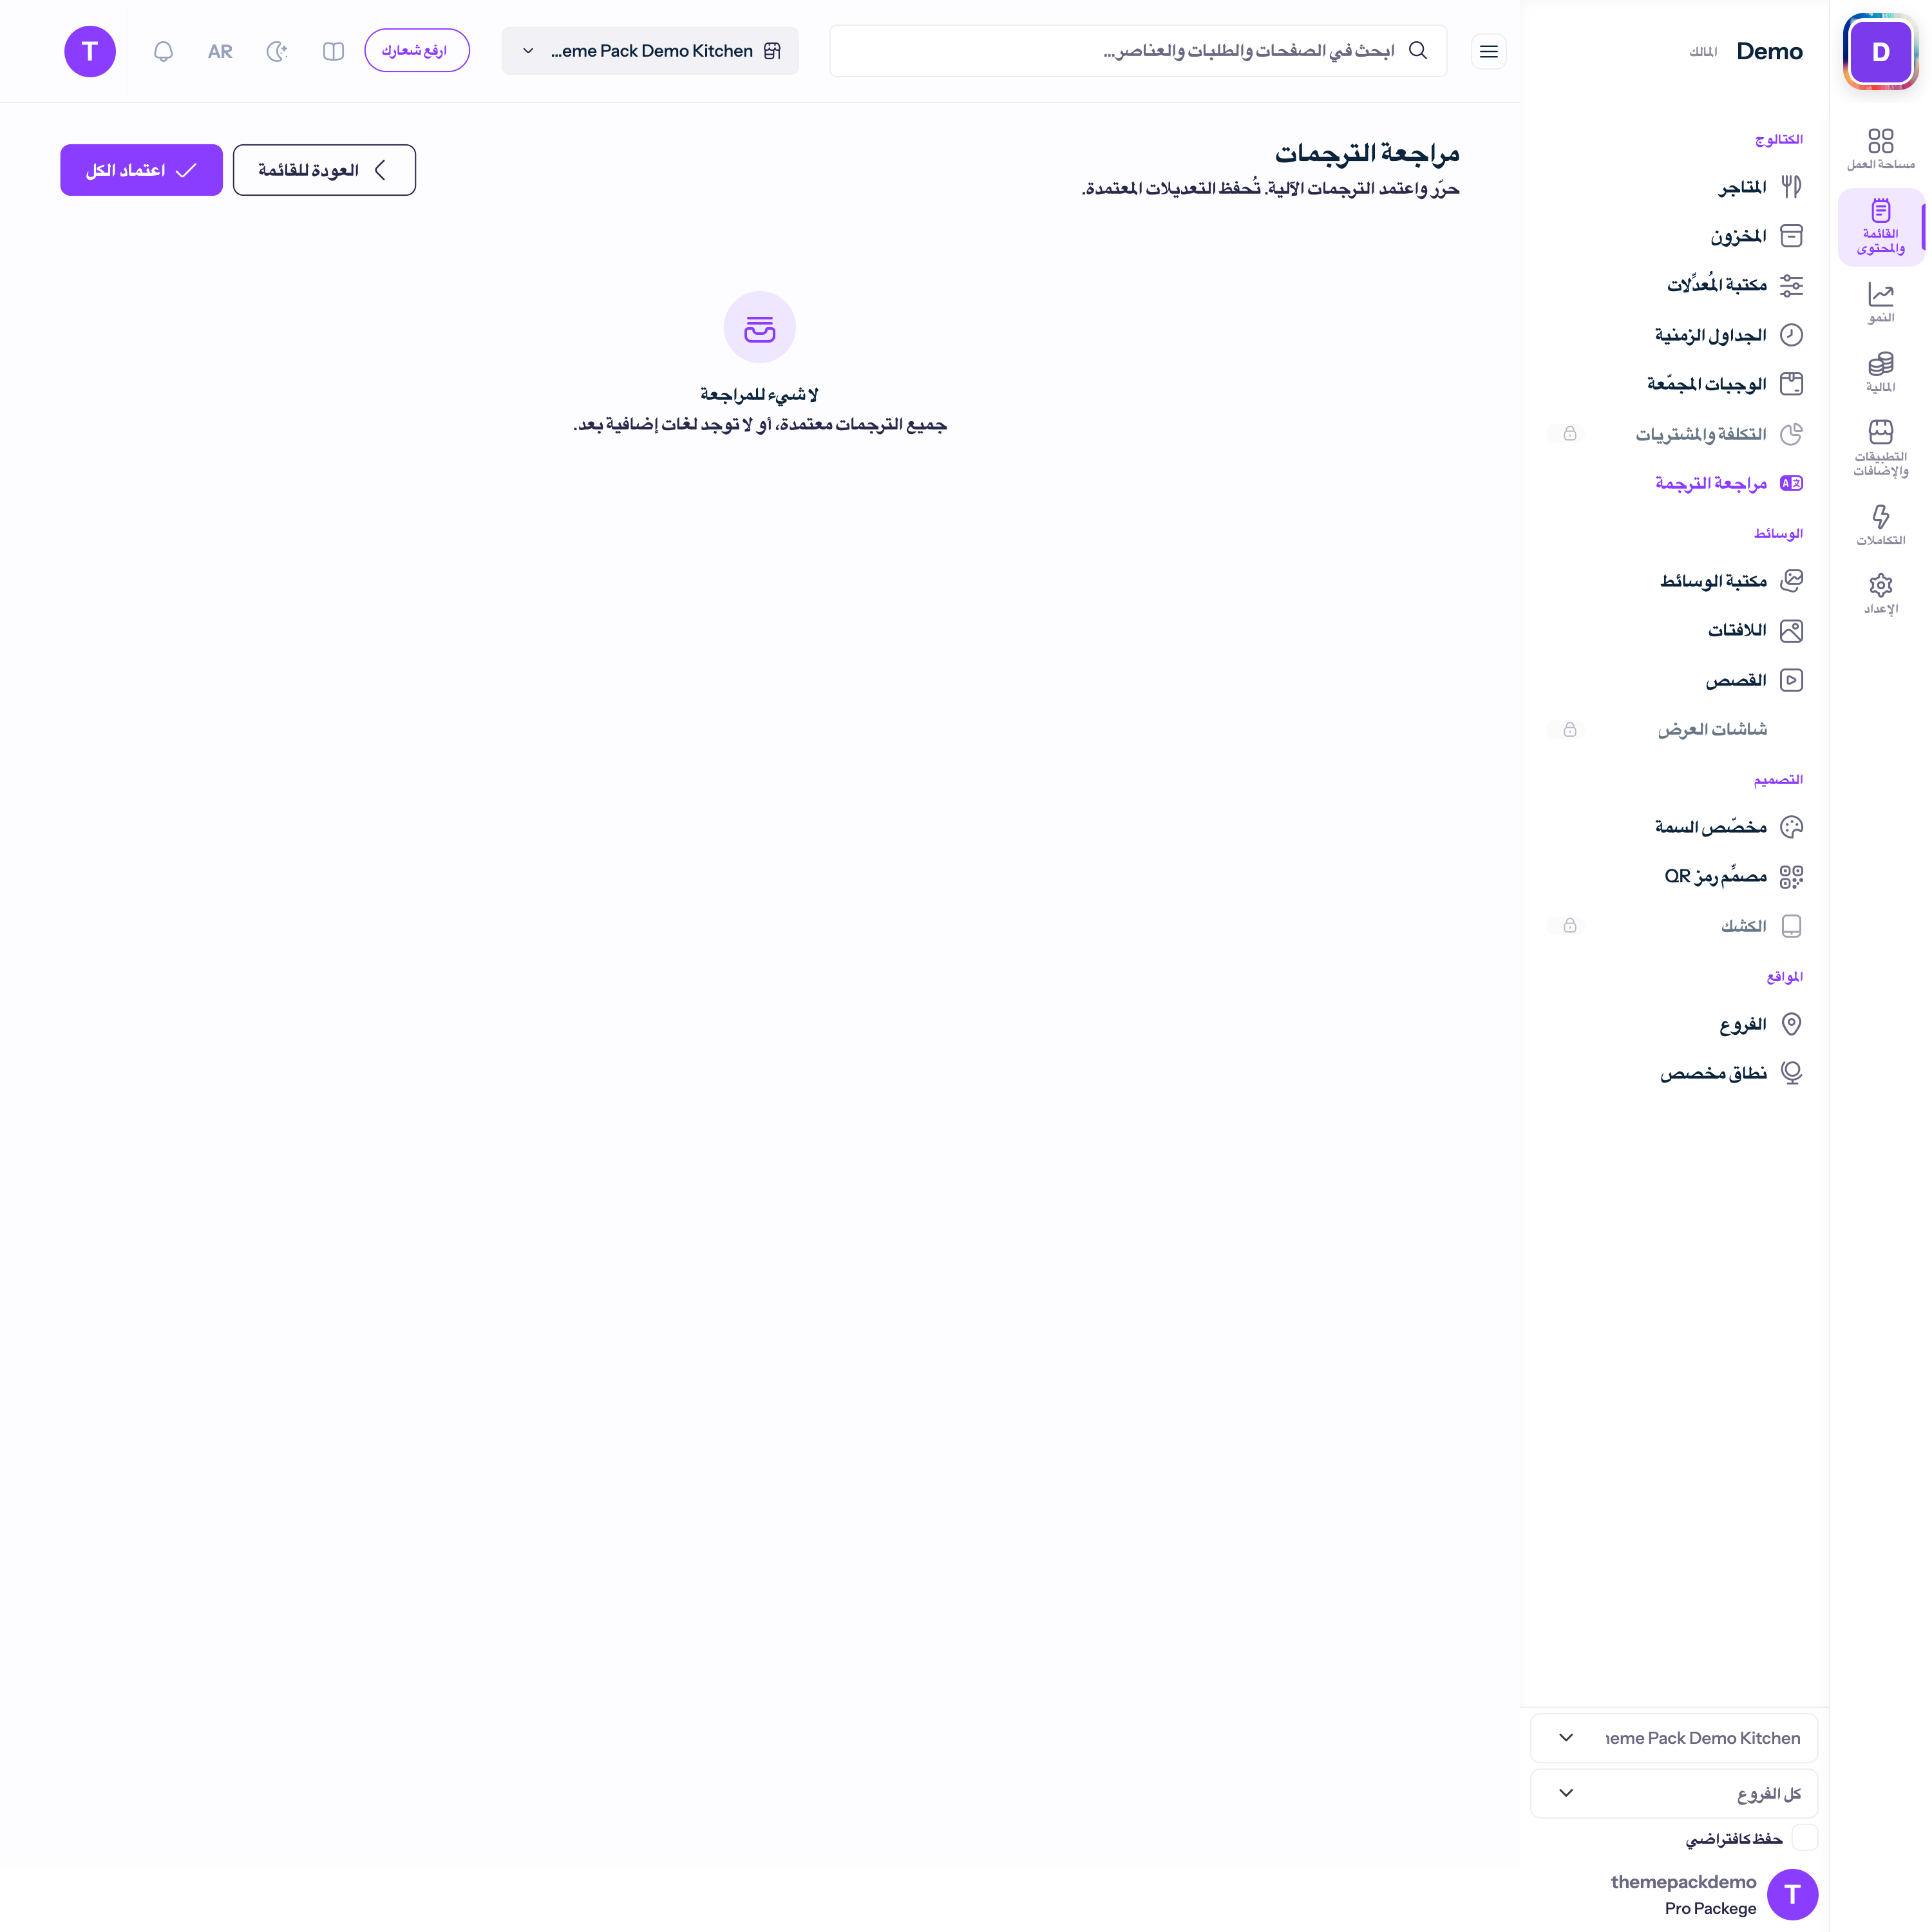 D
Demo
المالك
ابحث في الصفحات والطلبات والعناصر...
...eme Pack Demo Kitchen
ارفع شعارك
AR
T
مساحة العمل
القائمة
والمحتوى
النمو
المالية
التطبيقات
والإضافات
التكاملات
الإعداد
الكتالوج
المتاجر
المخزون
مكتبة المُعدِّلات
الجداول الزمنية
الوجبات المجمّعة
التكلفة والمشتريات
مراجعة الترجمة
الوسائط
مكتبة الوسائط
اللافتات
القصص
شاشات العرض
التصميم
مخصّص السمة
مصمِّم رمز QR
الكشك
المواقع
الفروع
نطاق مخصص
مراجعة الترجمات
حرّر واعتمد الترجمات الآلية. تُحفظ التعديلات المعتمدة.
العودة للقائمة
اعتماد الكل
لا شيء للمراجعة
جميع الترجمات معتمدة، أو لا توجد لغات إضافية بعد.
eme Pack Demo Kitchen
كل الفروع
حفظ كافتراضي
T
themepackdemo
Pro Packege